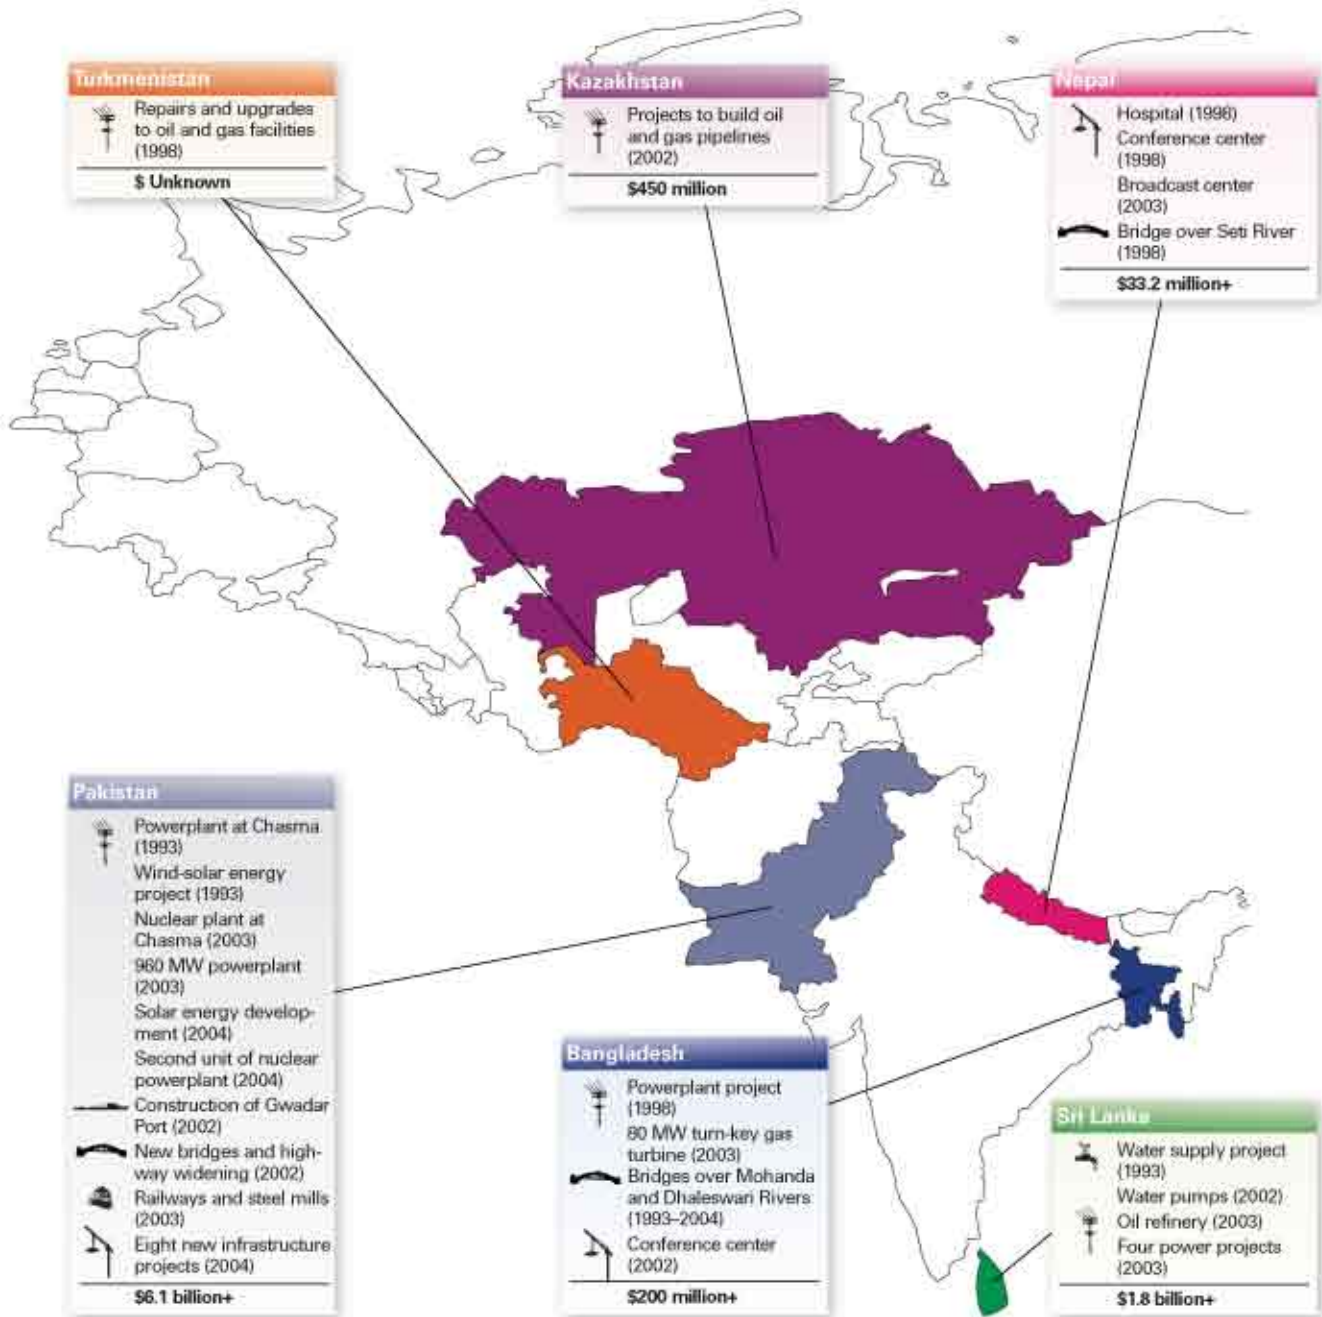 Turkmenistan
Repairs and upgrades
to oil and gas facilities
(1998)
$ Unknown
Kazakhstan
Projects to build oil
and gas pipelines
(2002)
$450 million
Nepal
Hospital (1998)
Conference center
(1998)
Broadcast center
(2003)
Bridge over Seti River
(1998)
$33.2 million+
Pakistan
Powerplant at Chasma
(1993)
Wind-solar energy
project (1993)
Nuclear plant at
Chasma (2003)
960 MW powerplant
(2003)
Solar energy develop-
ment (2004)
Second unit of nuclear
powerplant (2004)
Construction of Gwadar
Port (2002)
New bridges and high-
way widening (2002)
Railways and steel mills
(2003)
Eight new infrastructure
projects (2004)
$6.1 billion+
Bangladesh
Powerplant project
(1998)
80 MW turn-key gas
turbine (2003)
Bridges over Mohanda
and Dhaleswari Rivers
(1993–2004)
Conference center
(2002)
$200 million+
Sri Lanka
Water supply project
(1993)
Water pumps (2002)
Oil refinery (2003)
Four power projects
(2003)
$1.8 billion+